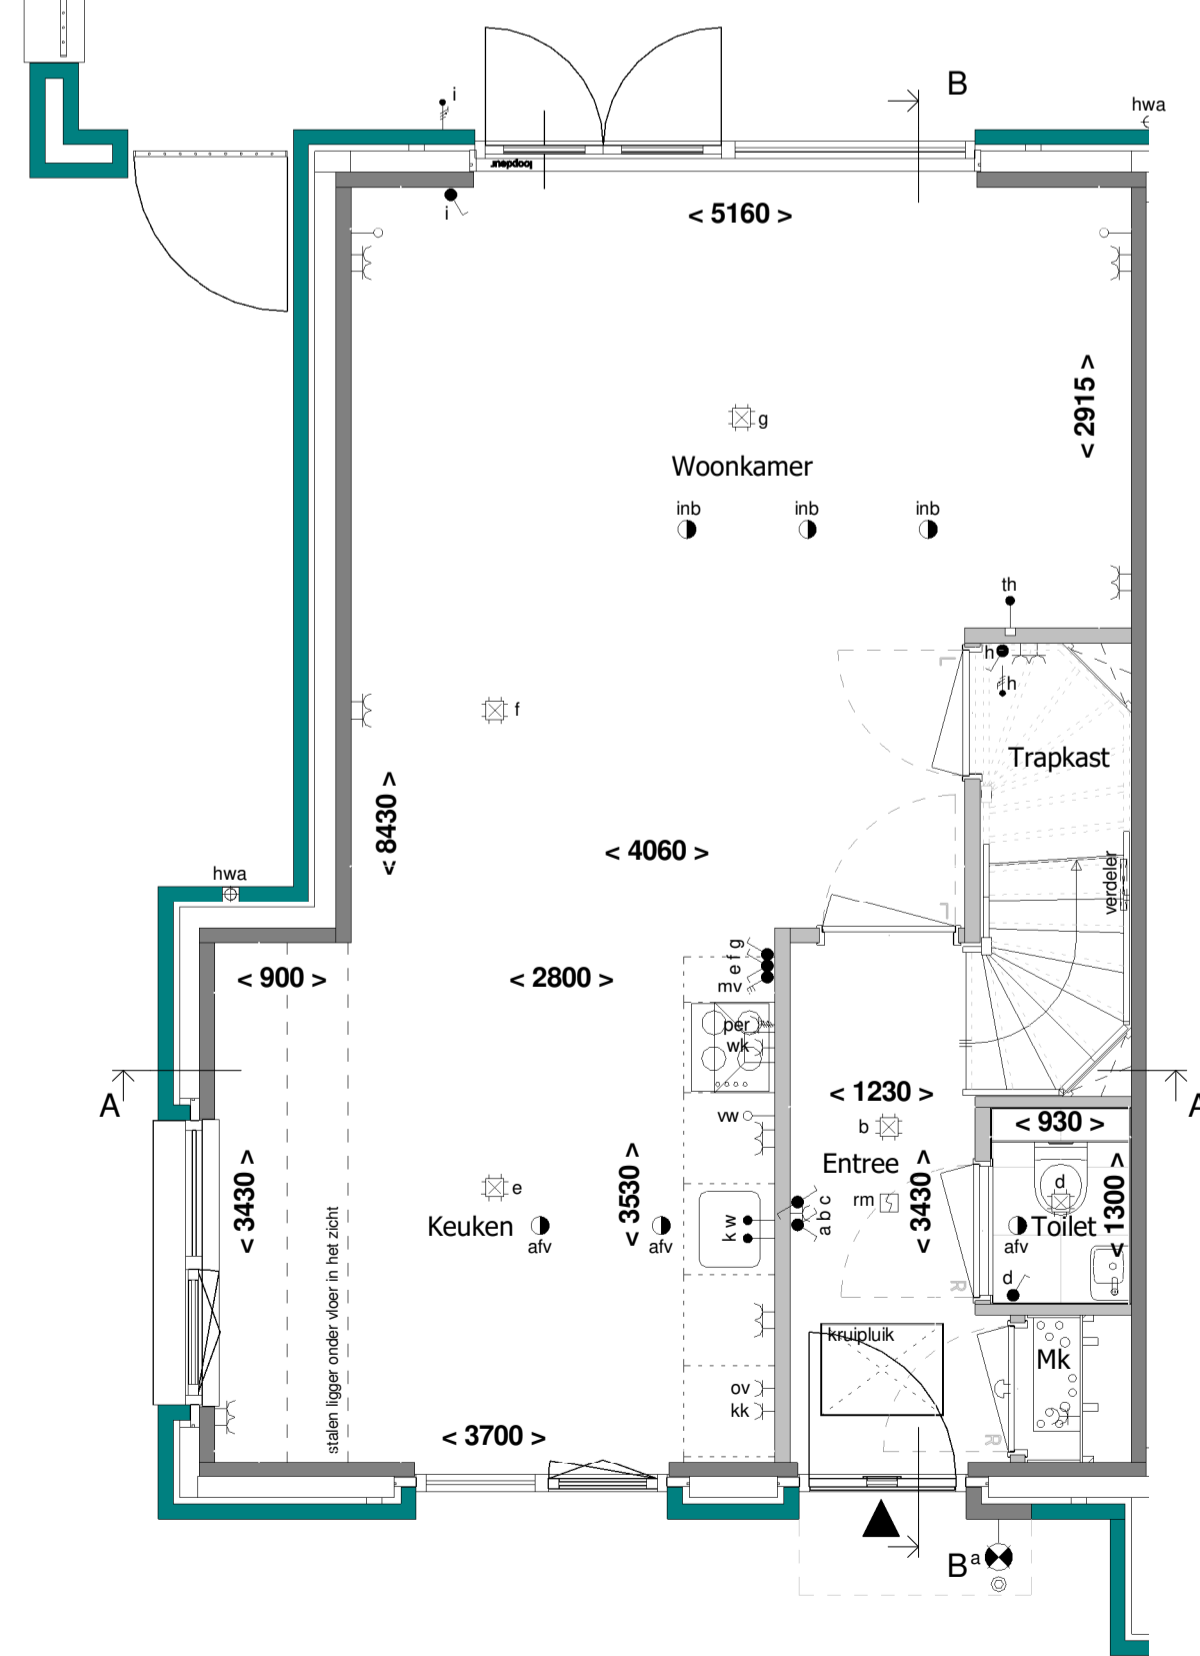 B
hwa
i
loopdeur
i
< 5160 >
< 2915 >
g
Woonkamer
inb
inb
inb
th
L
h
h
f
Trapkast
< 8430 >
< 4060 >
verdeler
hwa
L
< 900 >
< 2800 >
e f g
mv
per
wk
A
A
< 1230 >
vw
b
< 930 >
Entree
< 3430 >
e
< 3530 >
rm
< 3430 >
d
< 1300 >
Keuken
afv
afv
k w
a b c
Toilet
afv
d
R
stalen ligger onder vloer in het zicht
kruipluik
Mk
ov
kk
R
< 3700 >
B
a